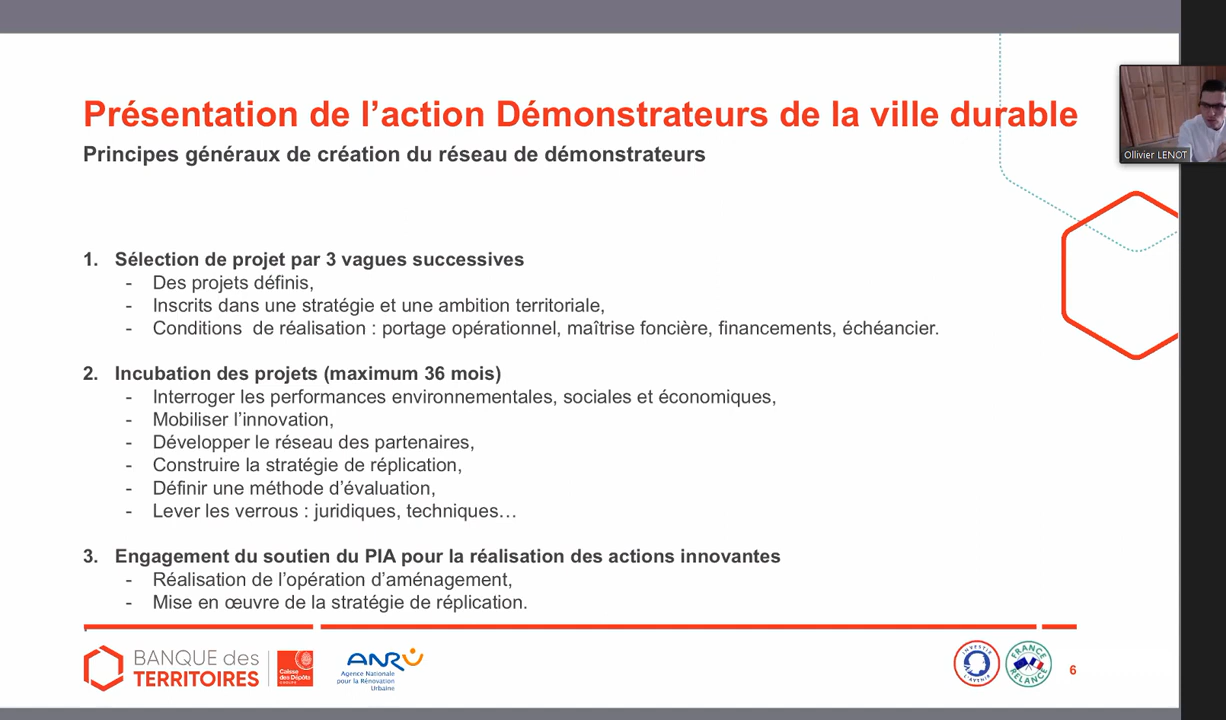 Présentation de l’action Démonstrateurs de la ville durable
Principes généraux de création du réseau de démonstrateurs
Ollivier LENOT
1. Sélection de projet par 3 vagues successives
- Des projets définis,
- Inscrits dans une stratégie et une ambition territoriale,
- Conditions de réalisation : portage opérationnel, maîtrise foncière, financements, échéancier.
2. Incubation des projets (maximum 36 mois)
- Interroger les performances environnementales, sociales et économiques,
- Mobiliser l’innovation,
- Développer le réseau des partenaires,
- Construire la stratégie de réplication,
- Définir une méthode d’évaluation,
- Lever les verrous : juridiques, techniques…
3. Engagement du soutien du PIA pour la réalisation des actions innovantes
- Réalisation de l’opération d’aménagement,
- Mise en œuvre de la stratégie de réplication.
BANQUE des
TERRITOIRES
Caisse
des Dépôts
GROUPE
ANRU
Agence Nationale
pour la Rénovation
Urbaine
INVESTIR
L'AVENIR
FRANCE
RELANCE
6